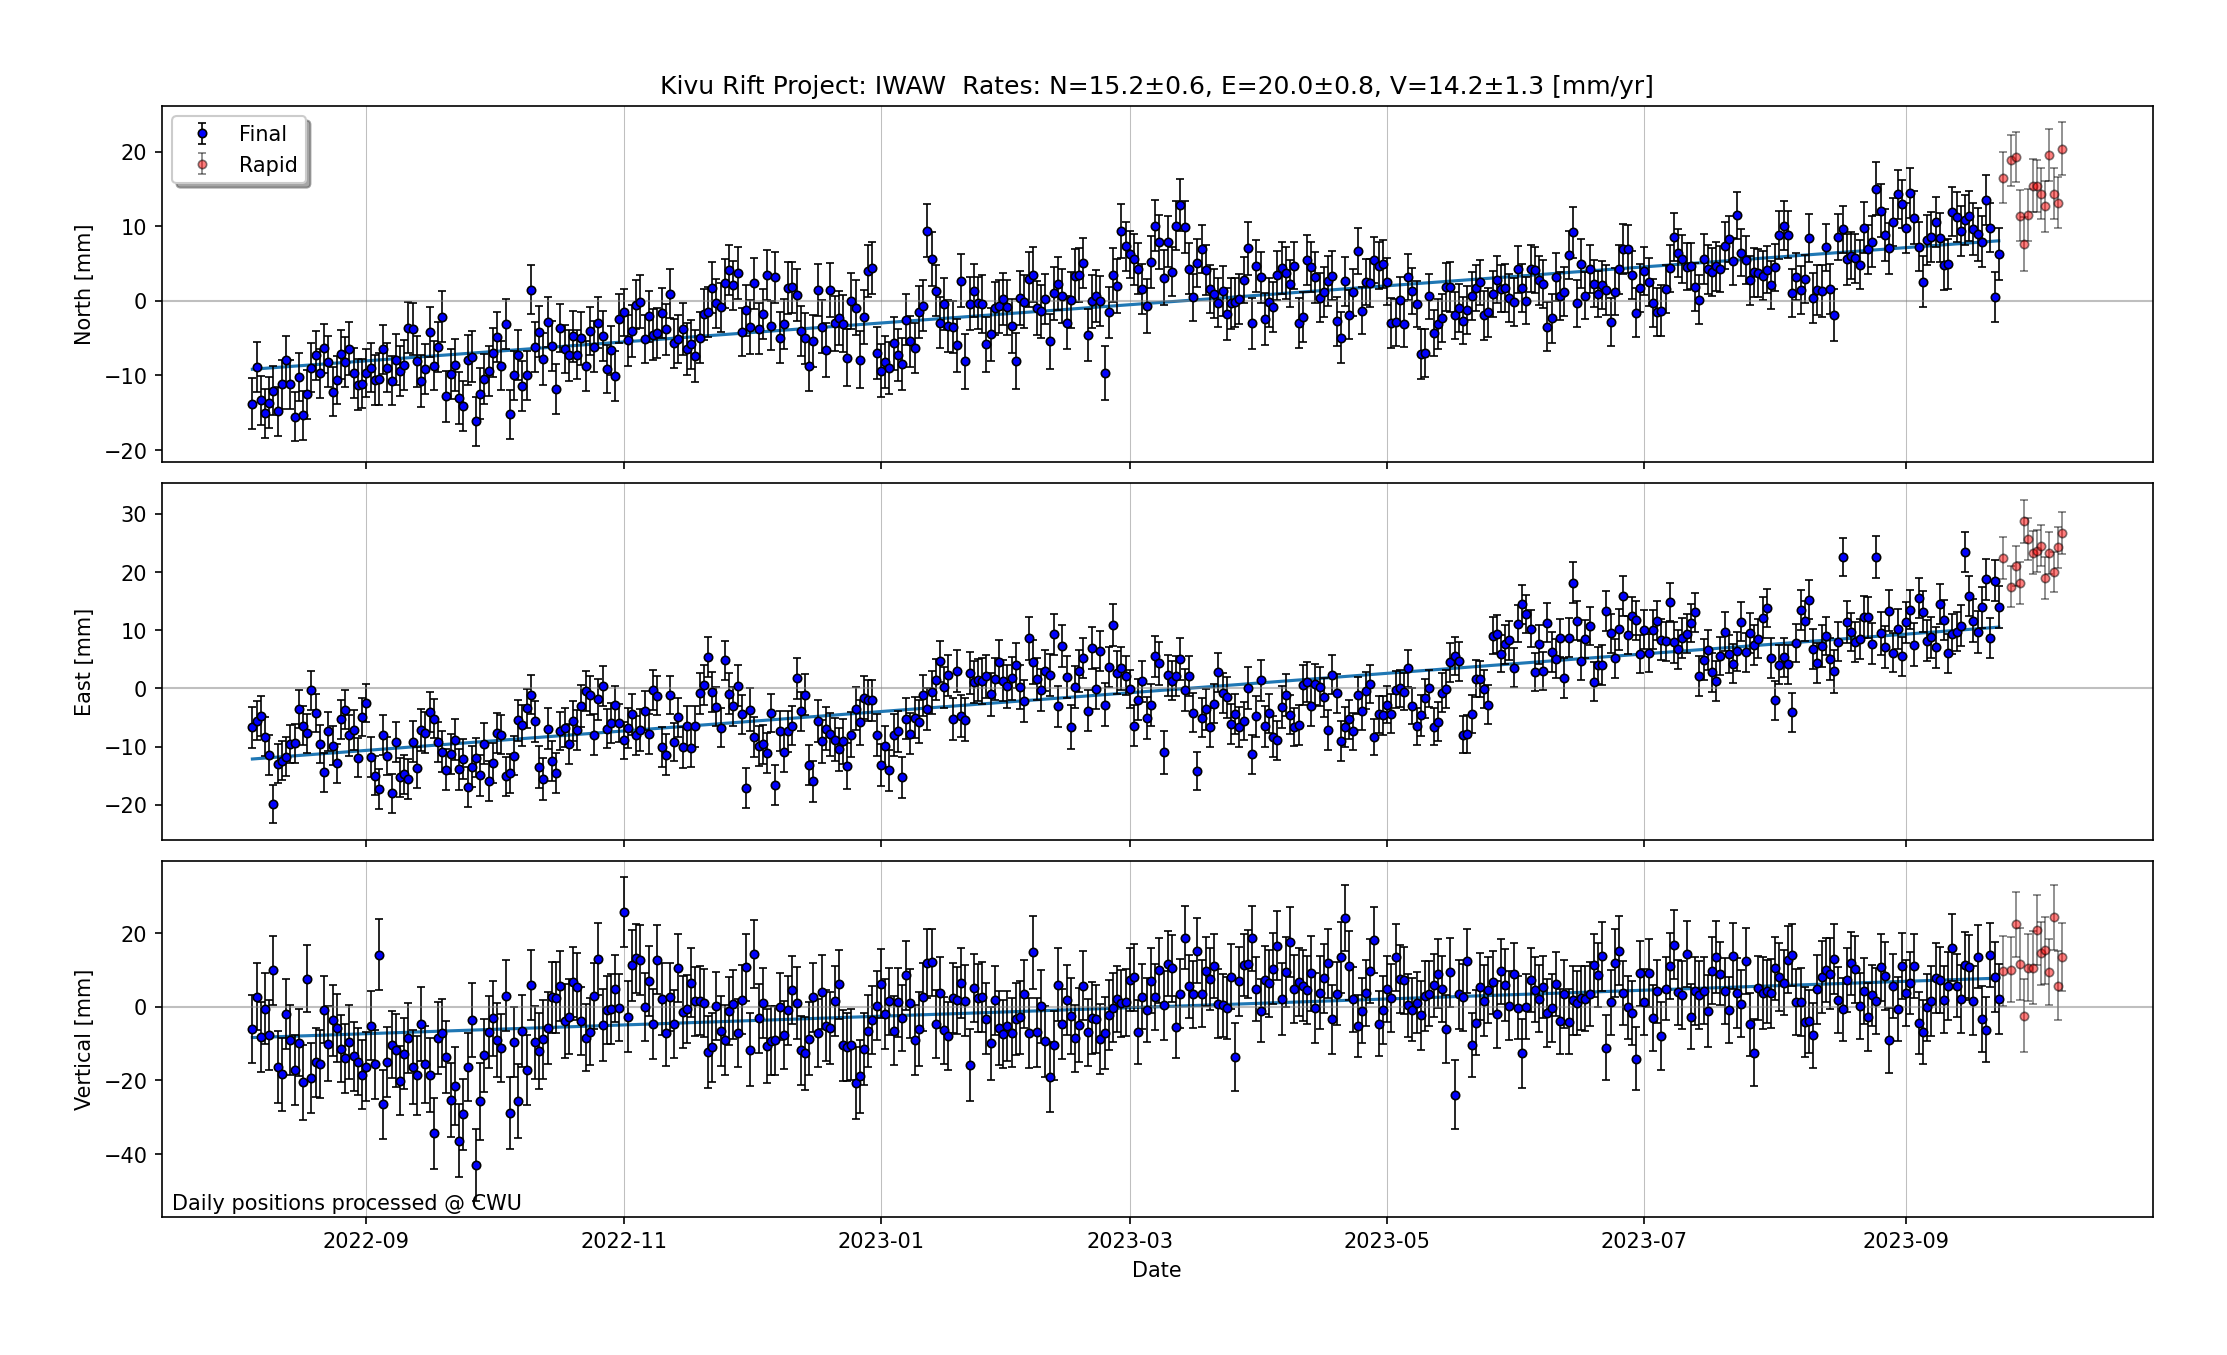 Kivu Rift Project: IWAW  Rates: N=15.2±0.6, E=20.0±0.8, V=14.2±1.3 [mm/yr]
Final
Rapid
North [mm]
20
10
0
−10
−20
East [mm]
30
20
10
0
−10
−20
Vertical [mm]
20
0
−20
−40
Daily positions processed @ CWU
2022-09
2022-11
2023-01
2023-03
2023-05
2023-07
2023-09
Date